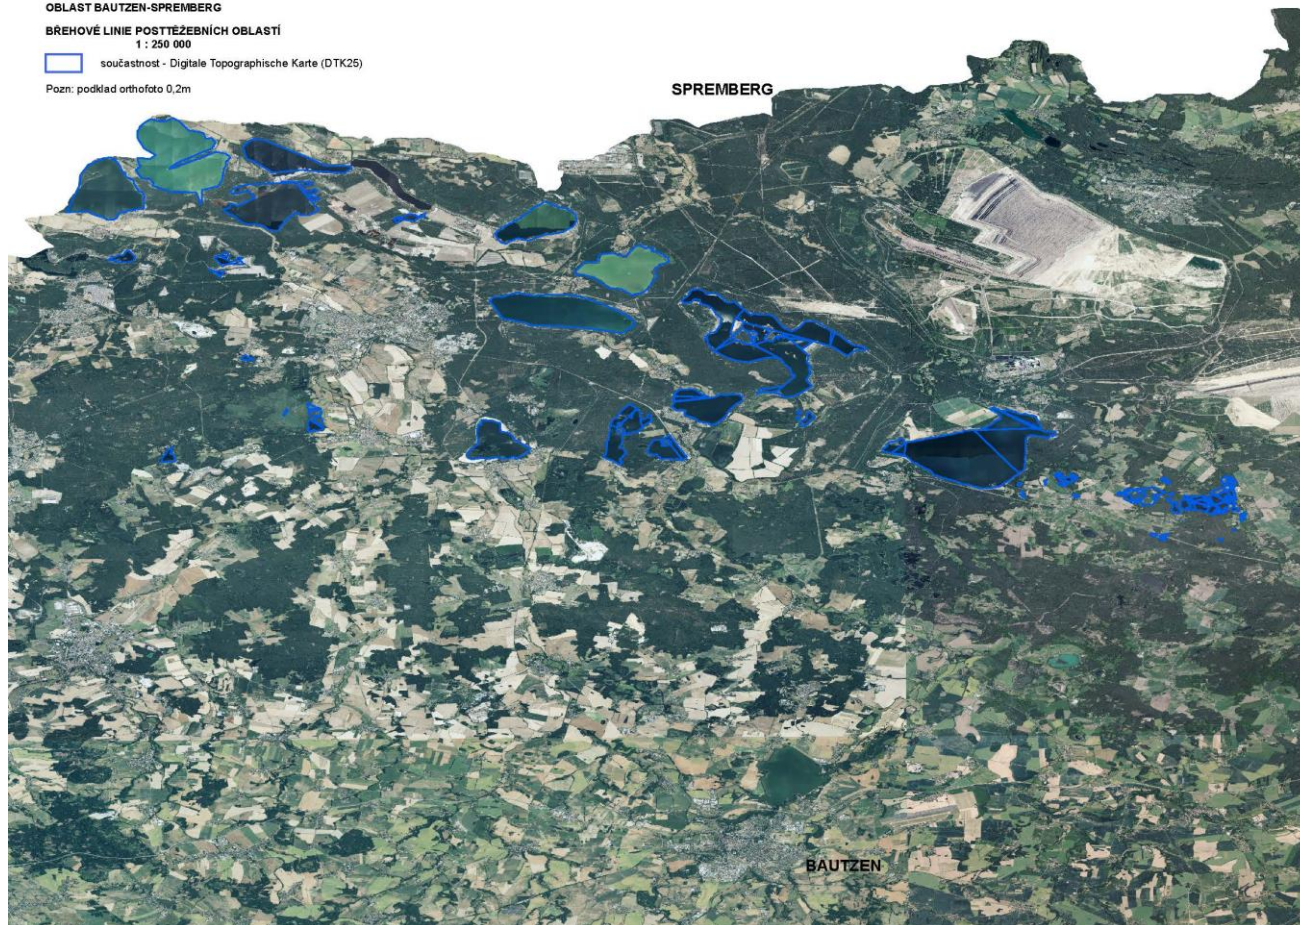 OBLAST BAUTZEN-SPREMBERG
BŘEHOVÉ LINIE POSTTĚŽEBNÍCH OBLASTÍ
1 : 250 000
součastnost - Digitale Topographische Karte (DTK25)
Pozn: podklad orthofoto 0,2m
SPREMBERG
BAUTZEN